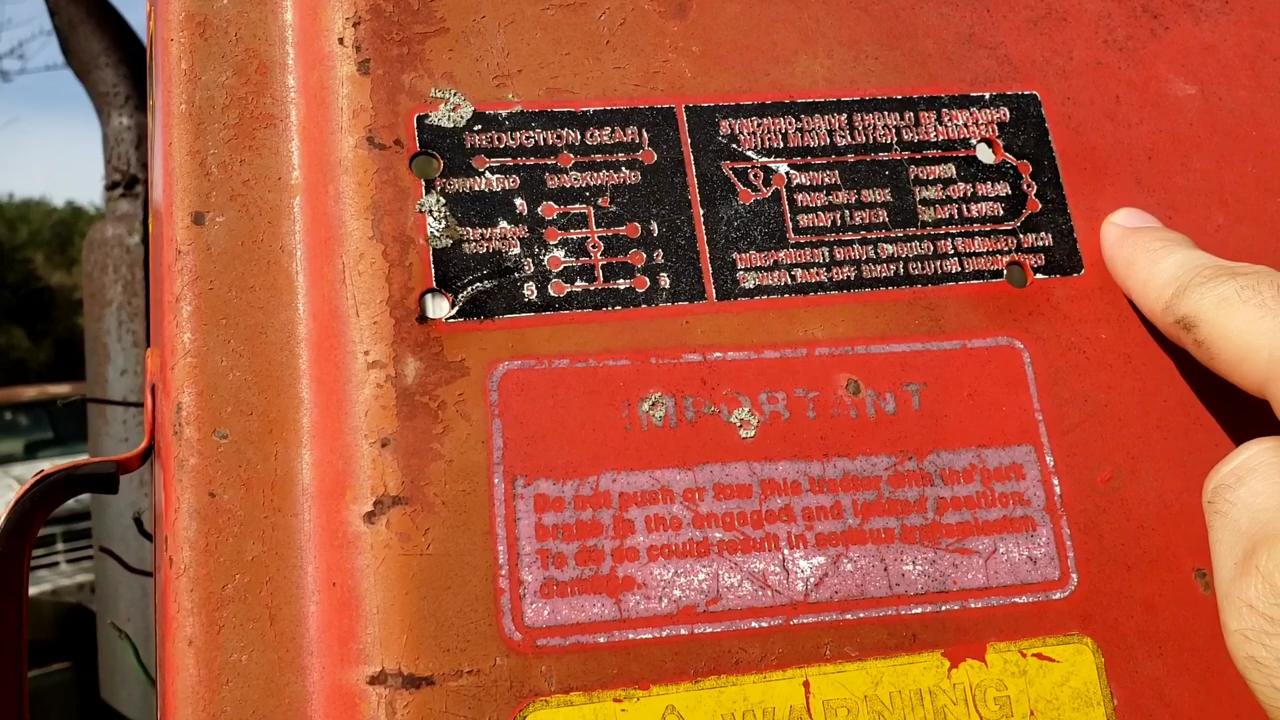 REDUCTION GEAR
FORWARD BACKWARD
REVERSE
MOTION
1
3
2
5
6
SYNCHRO-DRIVE SHOULD BE ENGAGED
WITH MAIN CLUTCH DISENGAGED
POWER
TAKE-OFF SIDE
SHAFT LEVER
POWER
TAKE-OFF REAR
SHAFT LEVER
INDEPENDENT DRIVE SHOULD BE ENGAGED WITH
POWER TAKE-OFF SHAFT CLUTCH DISENGAGED
IMPORTANT
Do not push or tow this tractor with the park
brake in the engaged and locked position.
To do so could result in serious transmission
damage.
WARNING